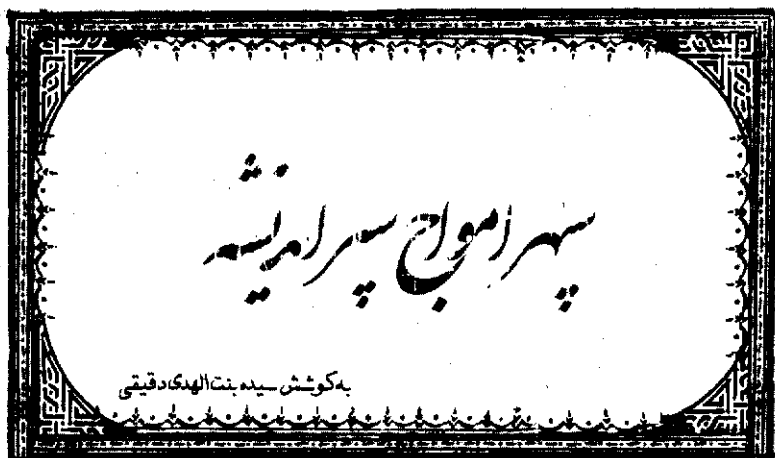 سپهر امواج سپهر اندیشه
به کوشش سیده بنت الهدی دقیقی